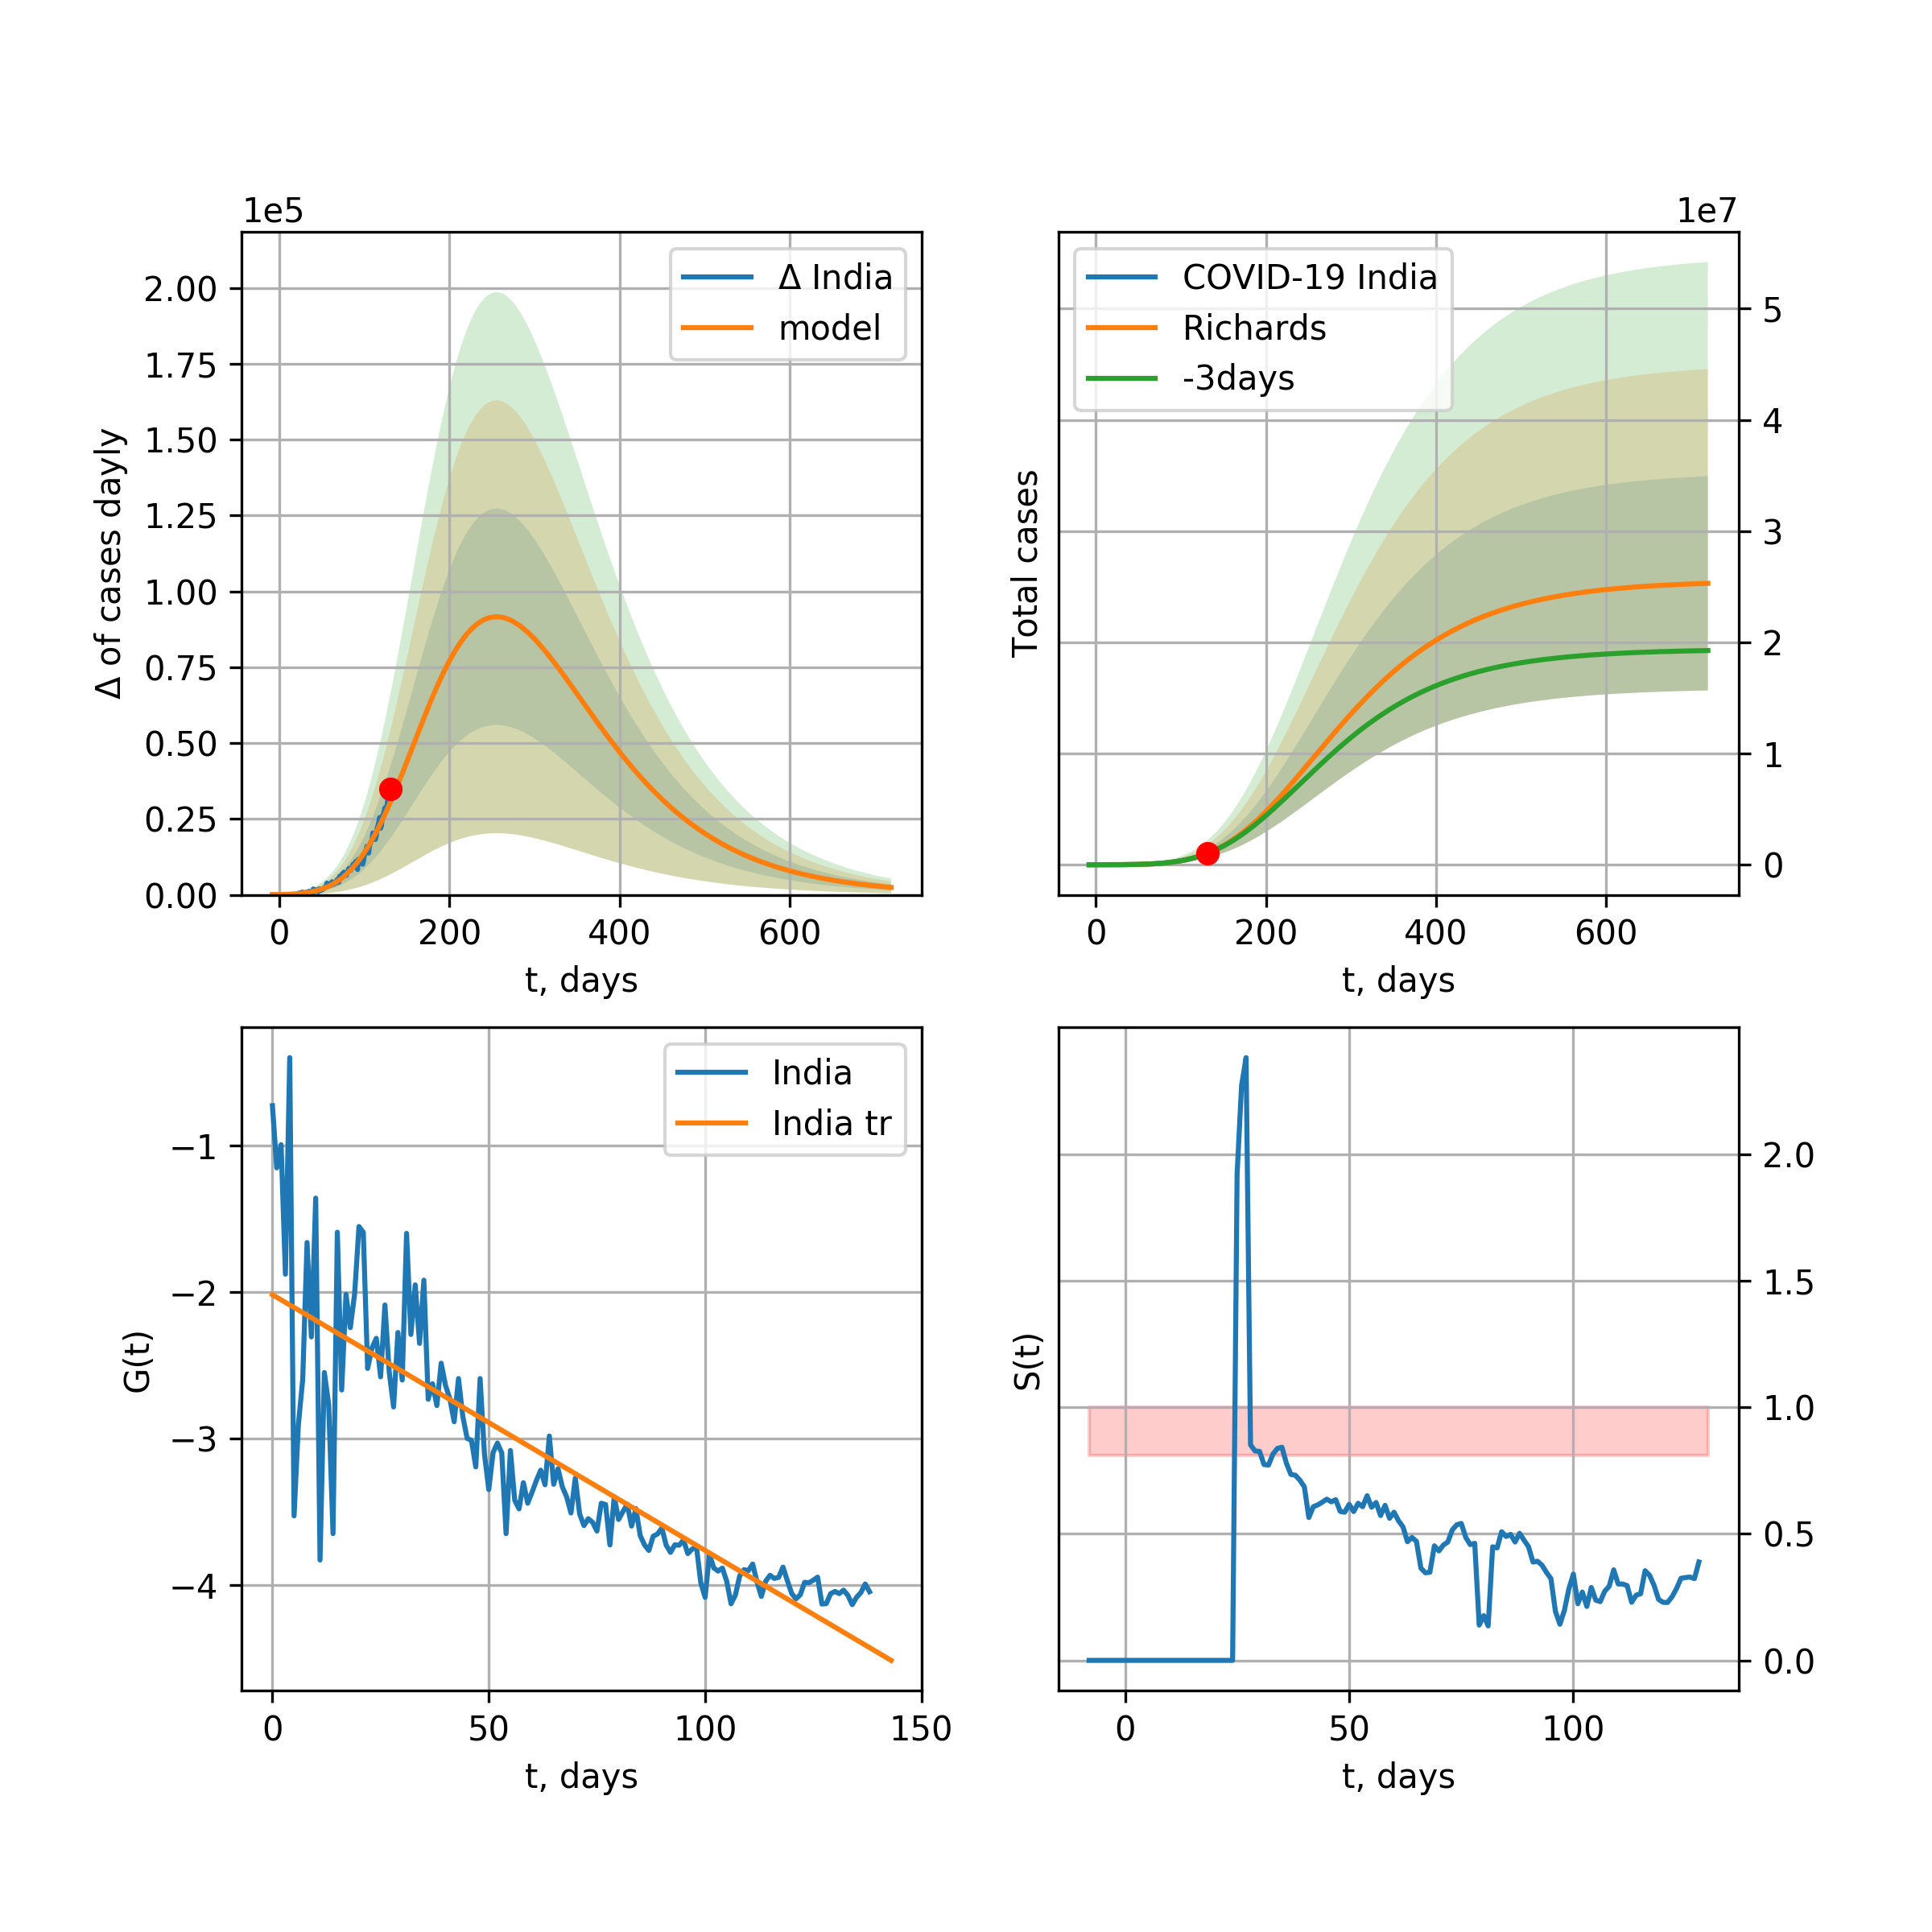 1e5
Δ of cases dayly
2.00
1.75
1.50
1.25
1.00
0.75
0.50
0.25
0.00
Δ India
model
0 200 400 600
t, days
1e7
Total cases
COVID-19 India
Richards
-3days
5
4
3
2
1
0
0 200 400 600
t, days
G(t)
−1
−2
−3
−4
India
India tr
0 50 100 150
t, days
S(t)
2.0
1.5
1.0
0.5
0.0
0 50 100
t, days